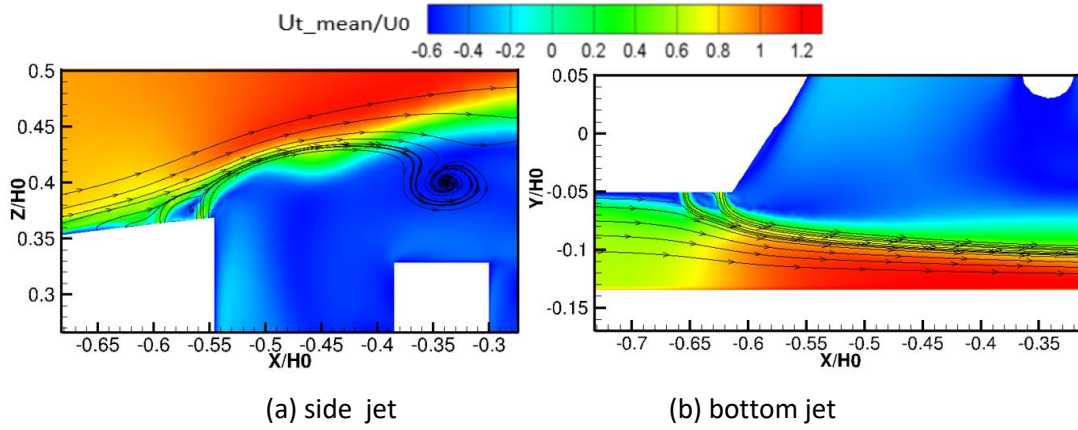 Ut_mean/U0
-0.6 -0.4 -0.2 0 0.2 0.4 0.6 0.8 1 1.2
0.5
0.45
0.4
0.35
0.3
Z/H0
-0.65 -0.6 -0.55 -0.5 -0.45 -0.4 -0.35 -0.3
X/H0
0.05
0
-0.05
-0.1
-0.15
Y/H0
-0.7 -0.65 -0.6 -0.55 -0.5 -0.45 -0.4 -0.35
X/H0
(a) side jet
(b) bottom jet